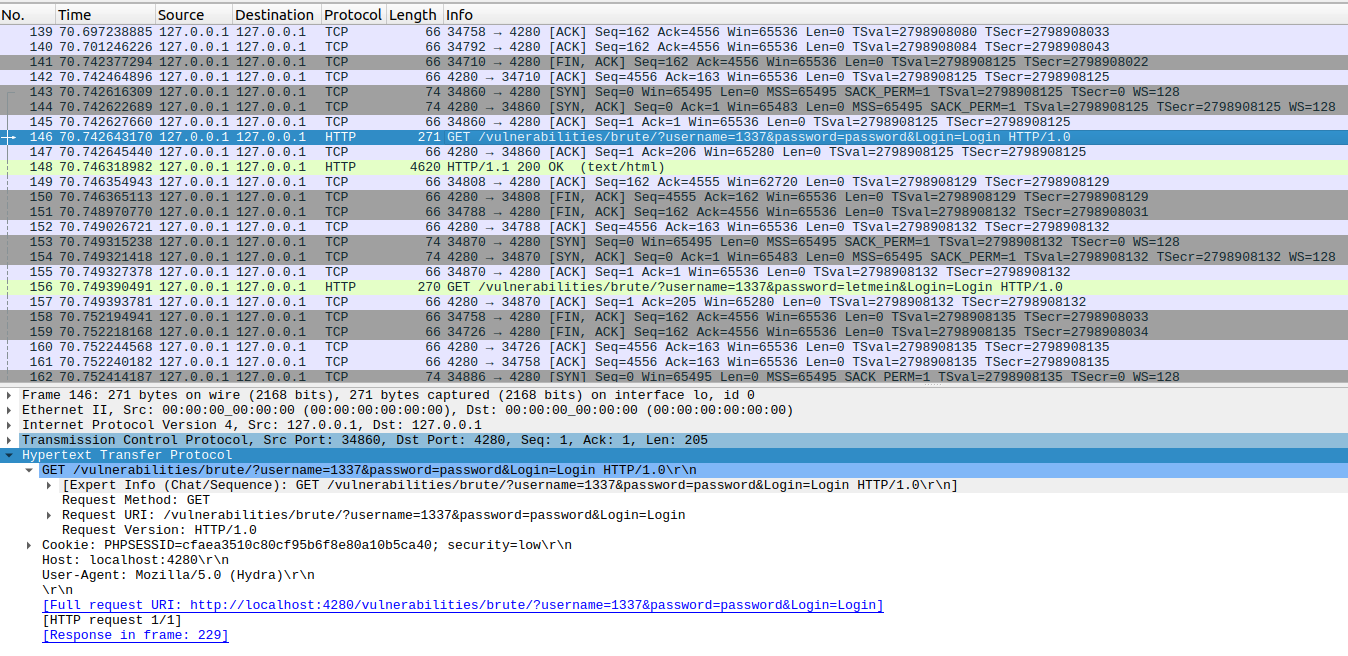 No. Time Source Destination Protocol Length Info
139 70.697238885 127.0.0.1 127.0.0.1 TCP 66 34758 → 4280 [ACK] Seq=162 Ack=4556 Win=65536 Len=0 TSval=2798908080 TSecr=2798908033
140 70.701246226 127.0.0.1 127.0.0.1 TCP 66 34792 → 4280 [ACK] Seq=162 Ack=4556 Win=65536 Len=0 TSval=2798908084 TSecr=2798908043
141 70.742377294 127.0.0.1 127.0.0.1 TCP 66 34710 → 4280 [FIN, ACK] Seq=162 Ack=4556 Win=65536 Len=0 TSval=2798908125 TSecr=2798908022
142 70.742464896 127.0.0.1 127.0.0.1 TCP 66 4280 → 34710 [ACK] Seq=4556 Ack=163 Win=65536 Len=0 TSval=2798908125 TSecr=2798908125
143 70.742616309 127.0.0.1 127.0.0.1 TCP 74 34860 → 4280 [SYN] Seq=0 Win=65495 Len=0 MSS=65495 SACK_PERM=1 TSval=2798908125 TSecr=0 WS=128
144 70.742622689 127.0.0.1 127.0.0.1 TCP 74 4280 → 34860 [SYN, ACK] Seq=0 Ack=1 Win=65483 Len=0 MSS=65495 SACK_PERM=1 TSval=2798908125 TSecr=2798908125 WS=128
145 70.742627660 127.0.0.1 127.0.0.1 TCP 66 34860 → 4280 [ACK] Seq=1 Ack=1 Win=65536 Len=0 TSval=2798908125 TSecr=2798908125
146 70.742643170 127.0.0.1 127.0.0.1 HTTP 271 GET /vulnerabilities/brute/?username=1337&password=password&Login=Login HTTP/1.0
147 70.742645440 127.0.0.1 127.0.0.1 TCP 66 4280 → 34860 [ACK] Seq=1 Ack=206 Win=65280 Len=0 TSval=2798908125 TSecr=2798908125
148 70.746318982 127.0.0.1 127.0.0.1 HTTP 4620 HTTP/1.1 200 OK (text/html)
149 70.746354943 127.0.0.1 127.0.0.1 TCP 66 34808 → 4280 [ACK] Seq=162 Ack=4555 Win=62720 Len=0 TSval=2798908129 TSecr=2798908129
150 70.746365113 127.0.0.1 127.0.0.1 TCP 66 4280 → 34808 [FIN, ACK] Seq=4555 Ack=162 Win=65536 Len=0 TSval=2798908129 TSecr=2798908129
151 70.748970770 127.0.0.1 127.0.0.1 TCP 66 34788 → 4280 [FIN, ACK] Seq=162 Ack=4556 Win=65536 Len=0 TSval=2798908132 TSecr=2798908031
152 70.749026721 127.0.0.1 127.0.0.1 TCP 66 4280 → 34788 [ACK] Seq=4556 Ack=163 Win=65536 Len=0 TSval=2798908132 TSecr=2798908132
153 70.749315238 127.0.0.1 127.0.0.1 TCP 74 34870 → 4280 [SYN] Seq=0 Win=65495 Len=0 MSS=65495 SACK_PERM=1 TSval=2798908132 TSecr=0 WS=128
154 70.749321418 127.0.0.1 127.0.0.1 TCP 74 4280 → 34870 [SYN, ACK] Seq=0 Ack=1 Win=65483 Len=0 MSS=65495 SACK_PERM=1 TSval=2798908132 TSecr=2798908132 WS=128
155 70.749327378 127.0.0.1 127.0.0.1 TCP 66 34870 → 4280 [ACK] Seq=1 Ack=1 Win=65536 Len=0 TSval=2798908132 TSecr=2798908132
156 70.749390491 127.0.0.1 127.0.0.1 HTTP 270 GET /vulnerabilities/brute/?username=1337&password=letmein&Login=Login HTTP/1.0
157 70.749393781 127.0.0.1 127.0.0.1 TCP 66 4280 → 34870 [ACK] Seq=1 Ack=205 Win=65280 Len=0 TSval=2798908132 TSecr=2798908132
158 70.752194941 127.0.0.1 127.0.0.1 TCP 66 34758 → 4280 [FIN, ACK] Seq=162 Ack=4556 Win=65536 Len=0 TSval=2798908135 TSecr=2798908033
159 70.752218168 127.0.0.1 127.0.0.1 TCP 66 34726 → 4280 [FIN, ACK] Seq=162 Ack=4556 Win=65536 Len=0 TSval=2798908135 TSecr=2798908034
160 70.752244568 127.0.0.1 127.0.0.1 TCP 66 4280 → 34726 [ACK] Seq=4556 Ack=163 Win=65536 Len=0 TSval=2798908135 TSecr=2798908135
161 70.752240182 127.0.0.1 127.0.0.1 TCP 66 4280 → 34758 [ACK] Seq=4556 Ack=163 Win=65536 Len=0 TSval=2798908135 TSecr=2798908135
162 70.752414187 127.0.0.1 127.0.0.1 TCP 74 34886 → 4280 [SYN] Seq=0 Win=65495 Len=0 MSS=65495 SACK_PERM=1 TSval=2798908135 TSecr=0 WS=128
Frame 146: 271 bytes on wire (2168 bits), 271 bytes captured (2168 bits) on interface lo, id 0
Ethernet II, Src: 00:00:00_00:00:00 (00:00:00:00:00:00), Dst: 00:00:00_00:00:00 (00:00:00:00:00:00)
Internet Protocol Version 4, Src: 127.0.0.1, Dst: 127.0.0.1
Transmission Control Protocol, Src Port: 34860, Dst Port: 4280, Seq: 1, Ack: 1, Len: 205
Hypertext Transfer Protocol
GET /vulnerabilities/brute/?username=1337&password=password&Login=Login HTTP/1.0\r\n
[Expert Info (Chat/Sequence): GET /vulnerabilities/brute/?username=1337&password=password&Login=Login HTTP/1.0\r\n]
Request Method: GET
Request URI: /vulnerabilities/brute/?username=1337&password=password&Login=Login
Request Version: HTTP/1.0
Cookie: PHPSESSID=cfaea3510c80cf95b6f8e80a10b5ca40; security=low\r\n
Host: localhost:4280\r\n
User-Agent: Mozilla/5.0 (Hydra)\r\n
\r\n
[Full request URI: http://localhost:4280/vulnerabilities/brute/?username=1337&password=password&Login=Login]
[HTTP request 1/1]
[Response in frame: 229]